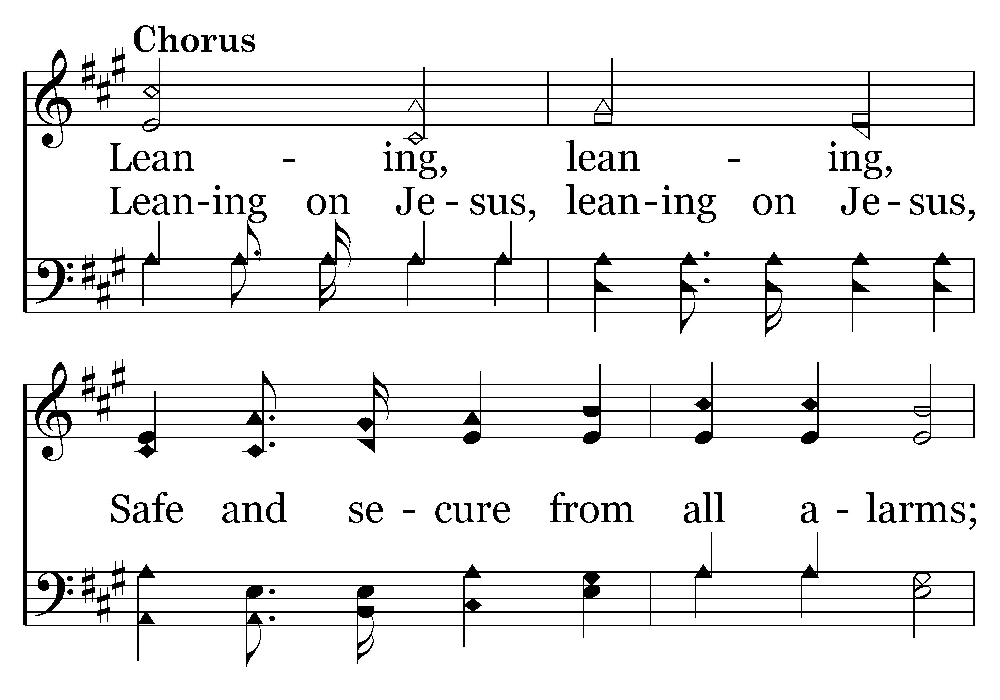 Chorus
Lean - ing, lean - ing,
Lean-ing on Je - sus, lean-ing on Je - sus,
Safe and se - cure from all a - larms;